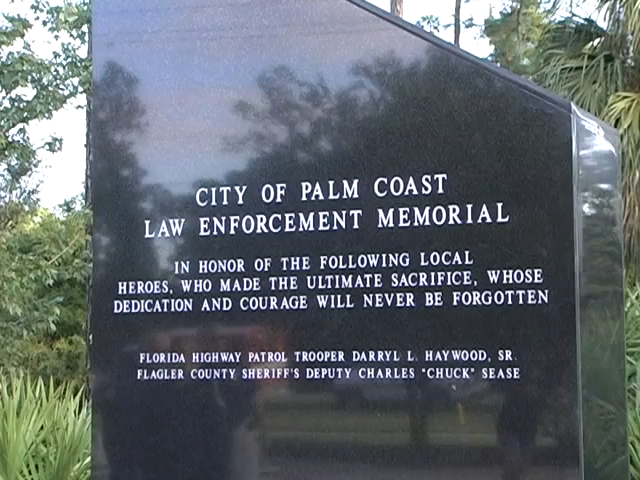 CITY OF PALM COAST
LAW ENFORCEMENT MEMORIAL
IN HONOR OF THE FOLLOWING LOCAL
HEROES, WHO MADE THE ULTIMATE SACRIFICE, WHOSE
DEDICATION AND COURAGE WILL NEVER BE FORGOTTEN
FLORIDA HIGHWAY PATROL TROOPER DARRYL L. HAYWOOD, SR.
FLAGLER COUNTY SHERIFF'S DEPUTY CHARLES "CHUCK" SEASE